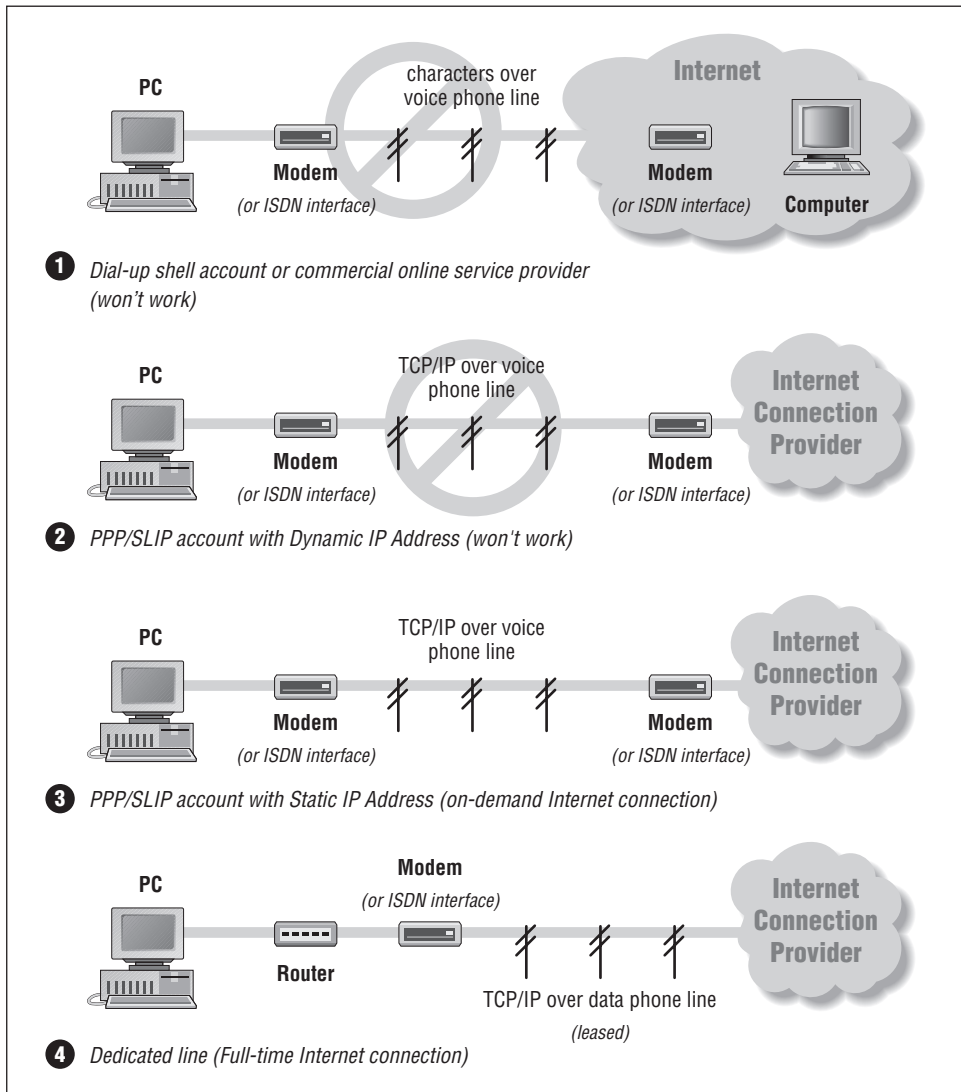 PC
characters over
voice phone line
Internet
Modem
(or ISDN interface)
Modem
(or ISDN interface)
Computer
1 Dial-up shell account or commercial online service provider
(won’t work)
PC
TCP/IP over voice
phone line
Internet
Connection
Provider
Modem
(or ISDN interface)
Modem
(or ISDN interface)
2 PPP/SLIP account with Dynamic IP Address (won't work)
PC
TCP/IP over voice
phone line
Internet
Connection
Provider
Modem
(or ISDN interface)
Modem
(or ISDN interface)
3 PPP/SLIP account with Static IP Address (on-demand Internet connection)
PC
Modem
(or ISDN interface)
Internet
Connection
Provider
Router
TCP/IP over data phone line
(leased)
4 Dedicated line (Full-time Internet connection)